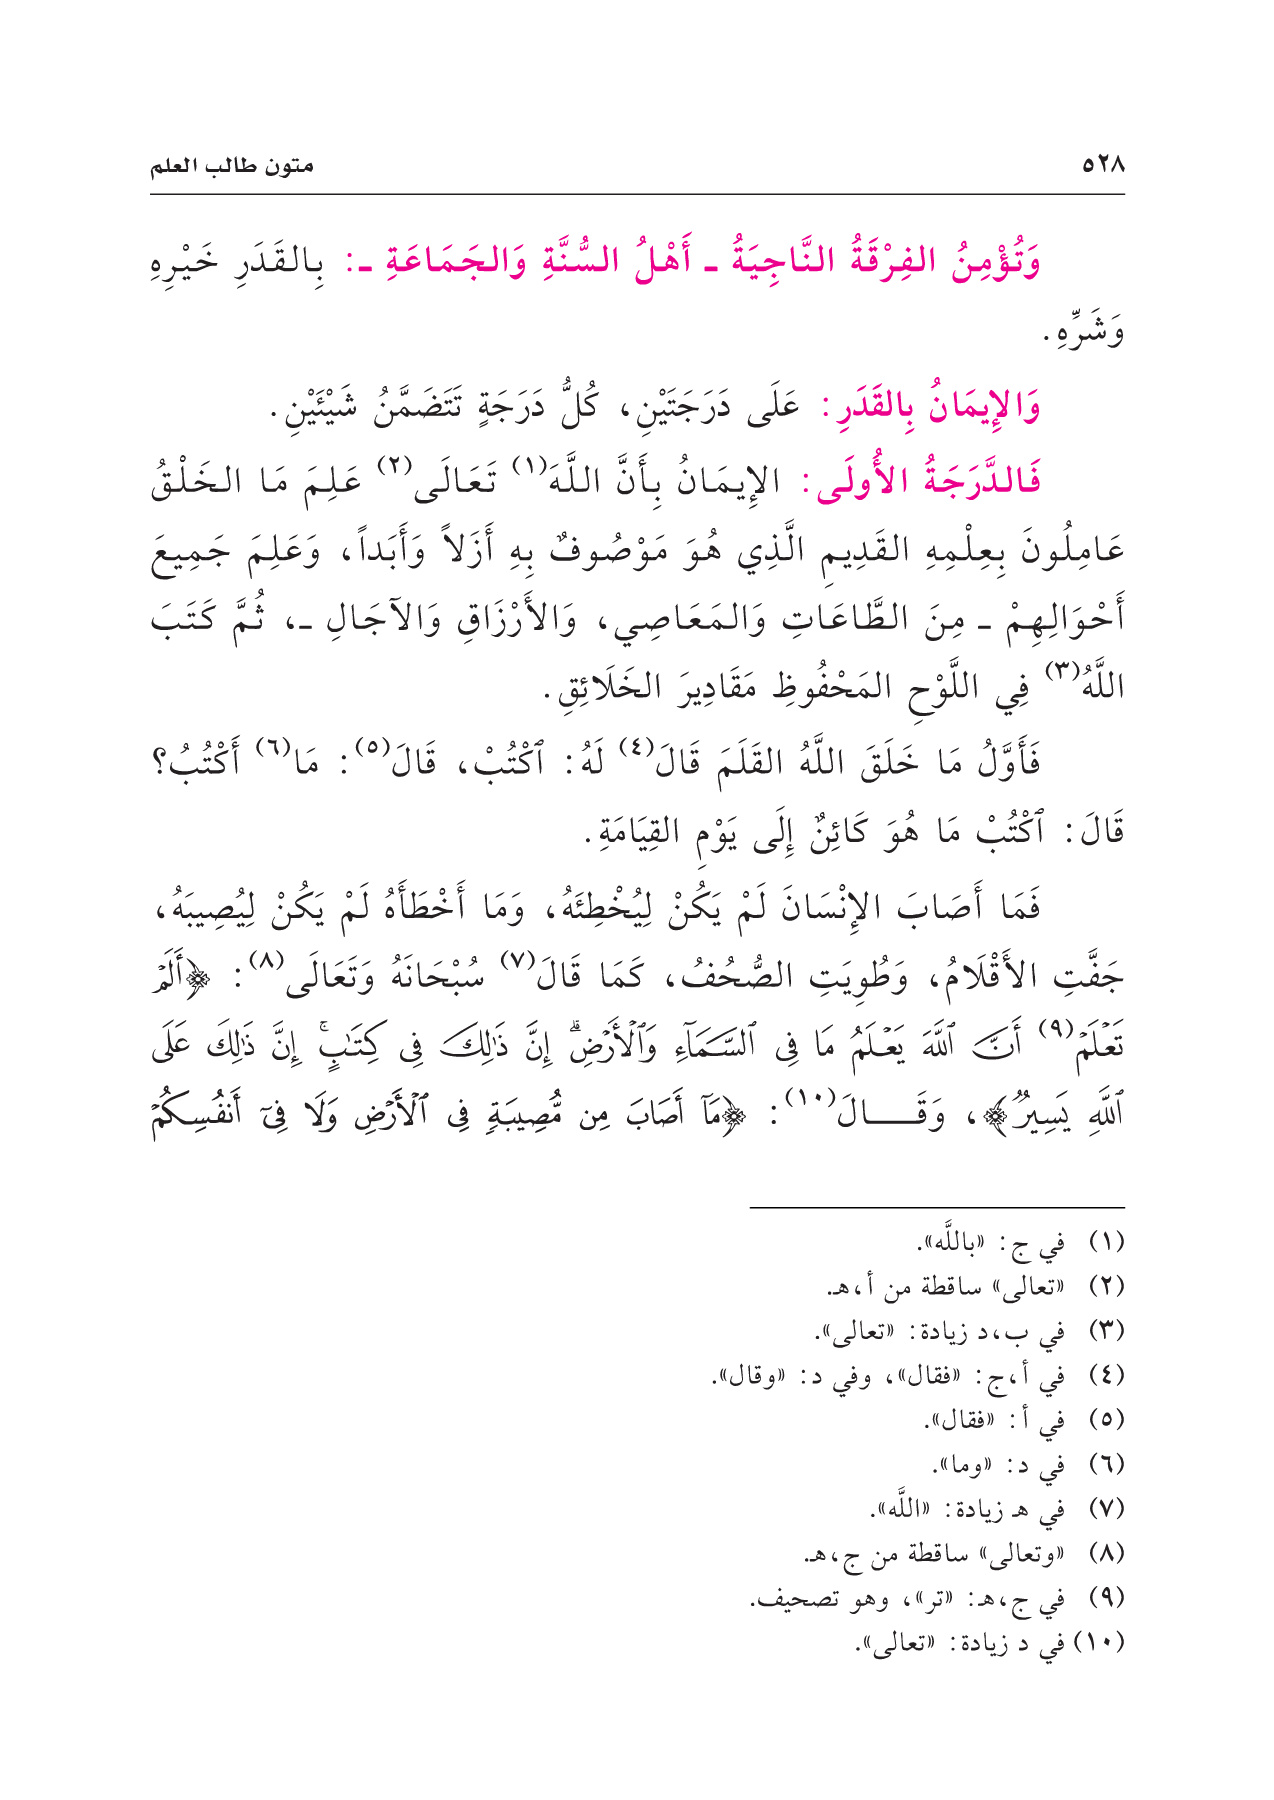 ٥٢٨ متون طالب العلم
وَتُؤْمِنُ الفِرْقَةُ النَّاجِيَةُ ـ أَهْلُ السُّنَّةِ وَالجَمَاعَةِ ـ: بِالقَدَرِ خَيْرِهِ
وَشَرِّهِ.
وَالإِيمَانُ بِالقَدَرِ: عَلَى دَرَجَتَيْنِ، كُلُّ دَرَجَةٍ تَتَضَمَّنُ شَيْئَيْنِ.
فَالدَّرَجَةُ الأُولَى: الإِيمَانُ بِأَنَّ اللَّهَ(١) تَعَالَى(٢) عَلِمَ مَا الخَلْقُ
عَامِلُونَ بِعِلْمِهِ القَدِيمِ الَّذِي هُوَ مَوْصُوفٌ بِهِ أَزَلاً وَأَبَداً، وَعَلِمَ جَمِيعَ
أَحْوَالِهِمْ ـ مِنَ الطَّاعَاتِ وَالمَعَاصِي، وَالأَرْزَاقِ وَالآجَالِ ـ، ثُمَّ كَتَبَ
اللَّهُ(٣) فِي اللَّوْحِ المَحْفُوظِ مَقَادِيرَ الخَلَائِقِ.
فَأَوَّلُ مَا خَلَقَ اللَّهُ القَلَمَ قَالَ(٤) لَهُ: ٱكْتُبْ، قَالَ(٥): مَا(٦) أَكْتُبُ؟
قَالَ: ٱكْتُبْ مَا هُوَ كَائِنٌ إِلَى يَوْمِ القِيَامَةِ.
فَمَا أَصَابَ الإِنْسَانَ لَمْ يَكُنْ لِيُخْطِئَهُ، وَمَا أَخْطَأَهُ لَمْ يَكُنْ لِيُصِيبَهُ،
جَفَّتِ الأَقْلَامُ، وَطُوِيَتِ الصُّحُفُ، كَمَا قَالَ(٧) سُبْحَانَهُ وَتَعَالَى(٨): ﴿أَلَمْ
تَعْلَمْ(٩) أَنَّ ٱللَّهَ يَعْلَمُ مَا فِى ٱلسَّمَآءِ وَٱلْأَرْضِۗ إِنَّ ذَٰلِكَ فِى كِتَٰبٍۚ إِنَّ ذَٰلِكَ عَلَى
ٱللَّهِ يَسِيرٌ﴾، وَقَـــالَ(١٠): ﴿مَآ أَصَابَ مِن مُّصِيبَةٍ فِى ٱلْأَرْضِ وَلَا فِىٓ أَنفُسِكُمْ
(١) في ج: «باللَّه».
(٢) «تعالى» ساقطة من أ،هـ.
(٣) في ب،د زيادة: «تعالى».
(٤) في أ،ج: «فقال»، وفي د: «وقال».
(٥) في أ: «فقال».
(٦) في د: «وما».
(٧) في هـ زيادة: «اللَّه».
(٨) «وتعالى» ساقطة من ج،هـ.
(٩) في ج،هـ: «تر»، وهو تصحيف.
(١٠) في د زيادة: «تعالى».